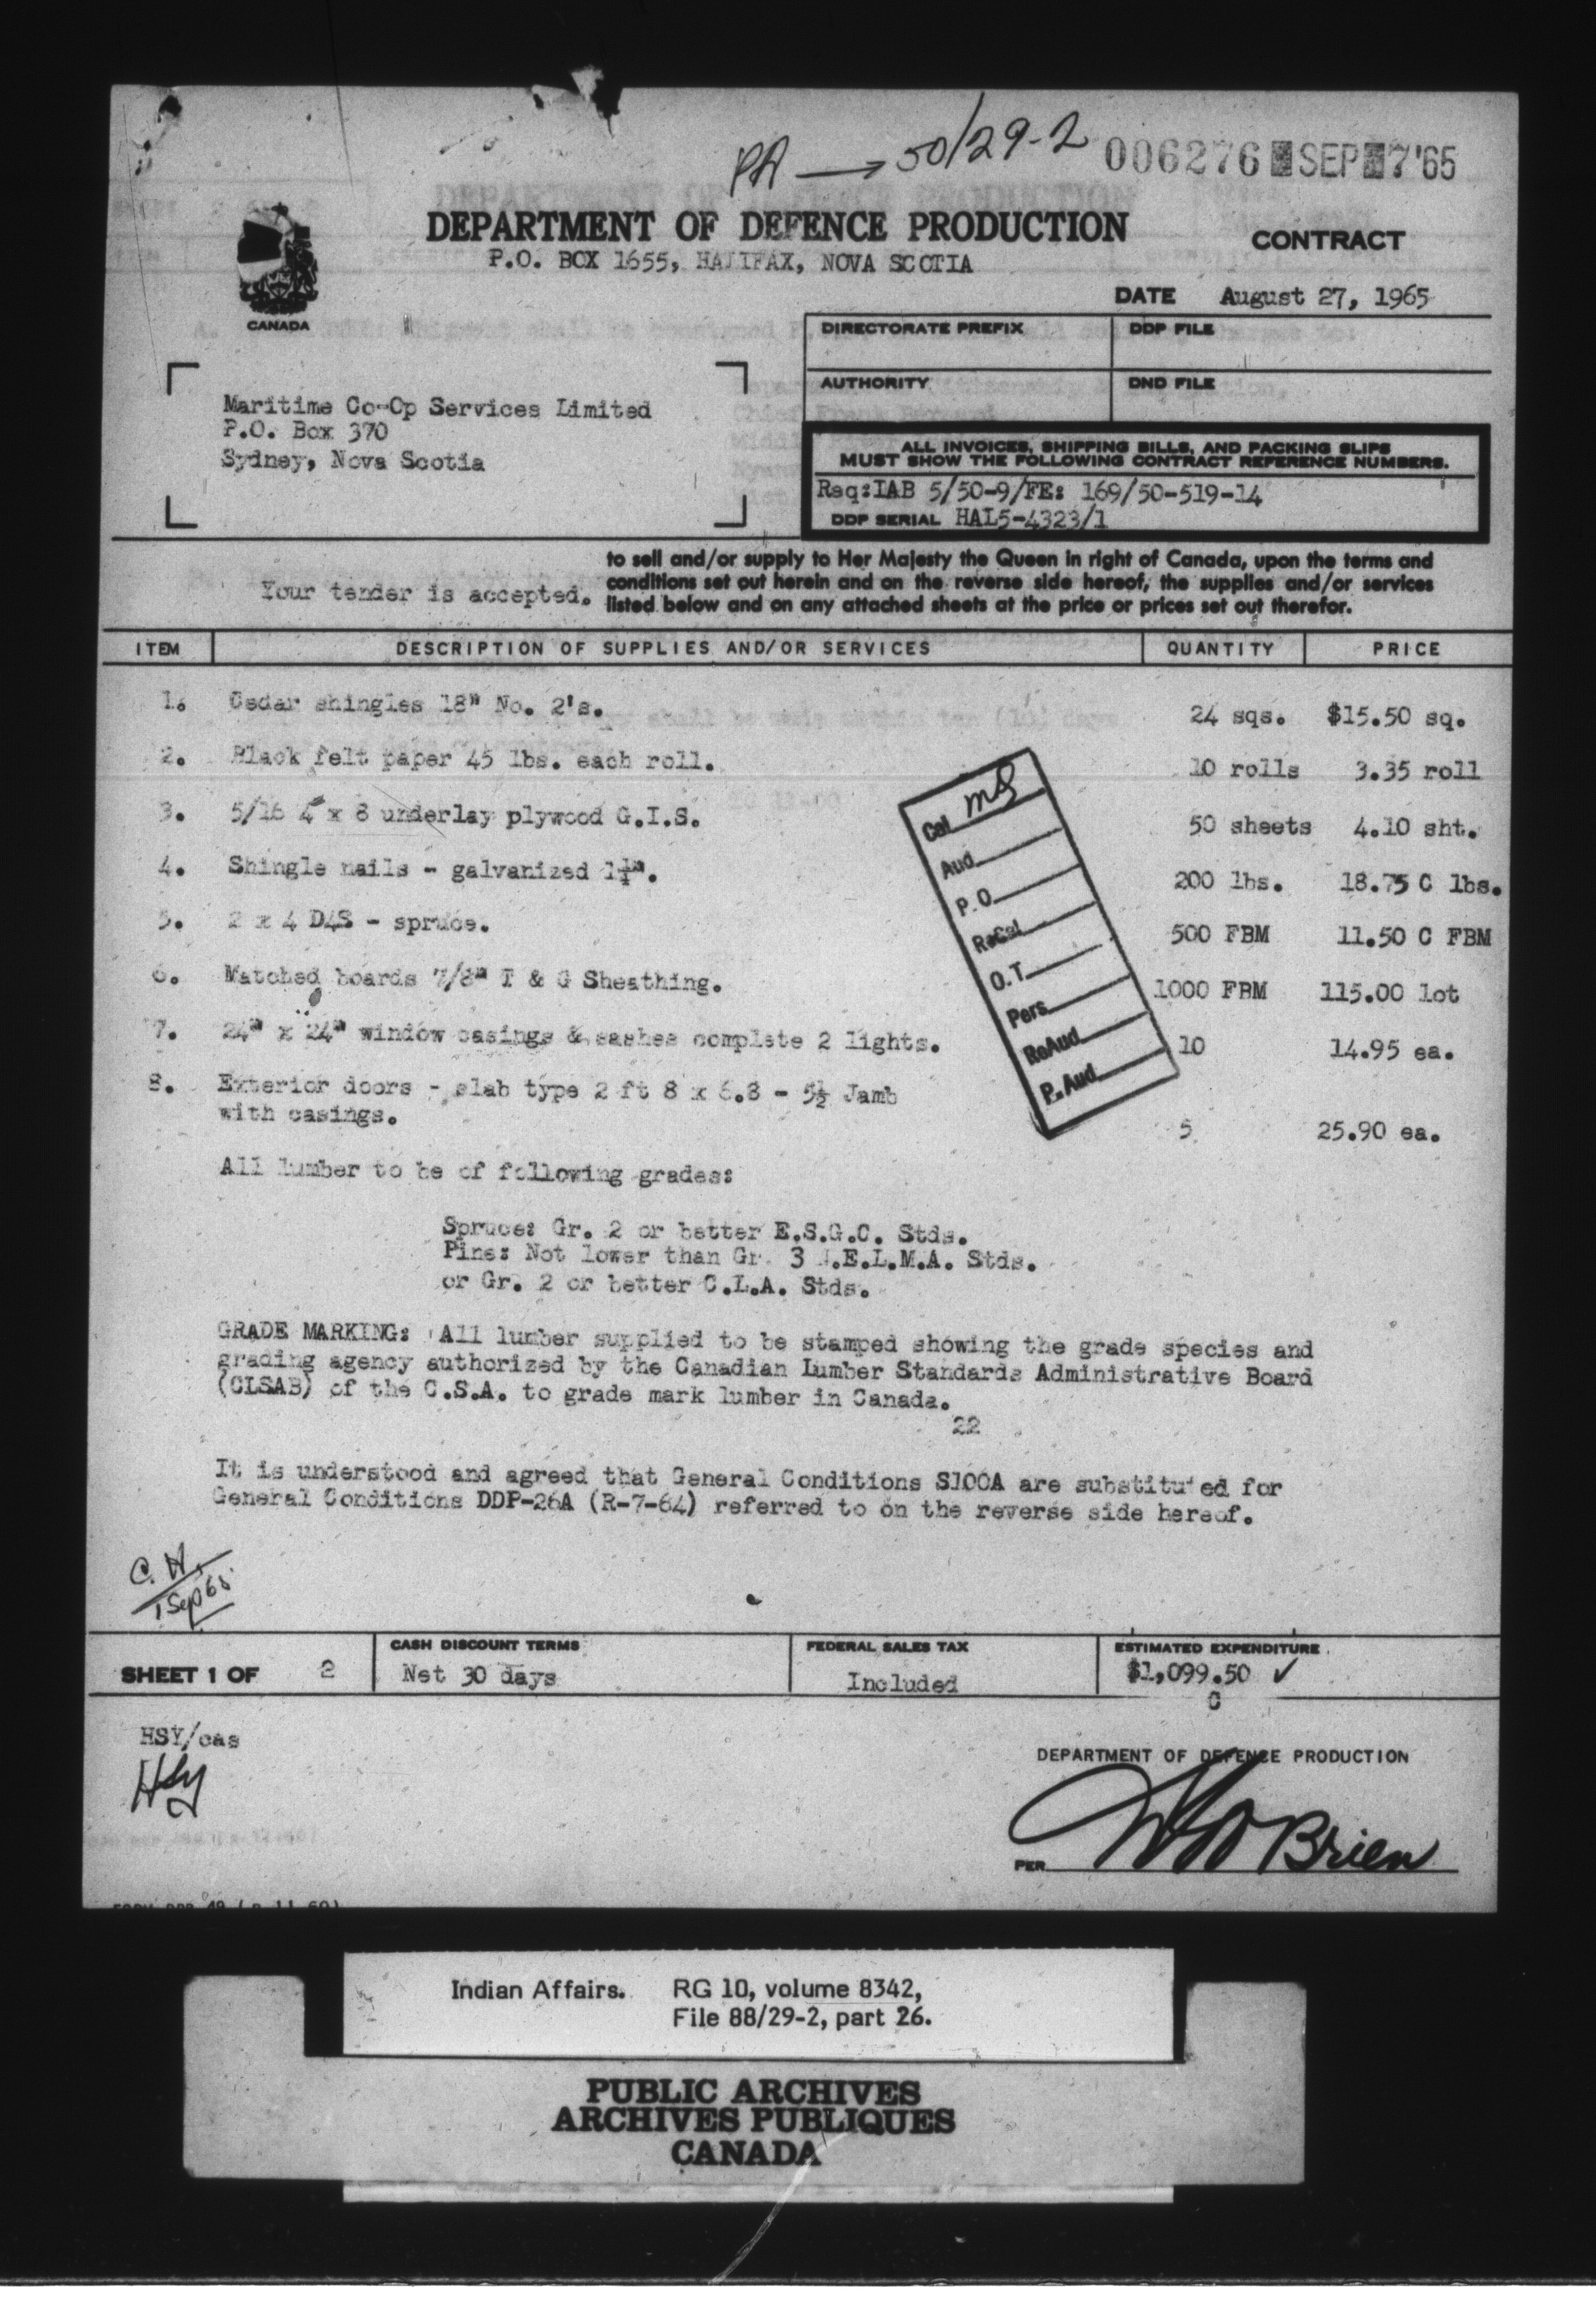 PA → 50/29-2
006276 SEP 7 '65
DEPARTMENT OF DEFENCE PRODUCTION
P.O. BOX 1655, HALIFAX, NOVA SCOTIA
CONTRACT
CANADA
DATE August 27, 1965
DIRECTORATE PREFIX
DDP FILE
AUTHORITY
DND FILE
Maritime Co-Op Services Limited
P.O. Box 370
Sydney, Nova Scotia
ALL INVOICES, SHIPPING BILLS, AND PACKING SLIPS
MUST SHOW THE FOLLOWING CONTRACT REFERENCE NUMBERS.
Req:IAB 5/50-9/FE: 169/50-519-14
DDP SERIAL HAL5-4323/1
Your tender is accepted.
to sell and/or supply to Her Majesty the Queen in right of Canada, upon the terms and
conditions set out herein and on the reverse side hereof, the supplies and/or services
listed below and on any attached sheets at the price or prices set out therefor.
ITEM DESCRIPTION OF SUPPLIES AND/OR SERVICES QUANTITY PRICE
1. Cedar shingles 18" No. 2's. 24 sqs. $15.50 sq.
2. Black felt paper 45 lbs. each roll. 10 rolls 3.35 roll
3. 5/16 4 x 8 underlay plywood G.I.S. 50 sheets 4.10 sht.
4. Shingle nails - galvanized 1¼". 200 lbs. 18.75 C lbs.
5. 2 x 4 D4S - spruce. 500 FBM 11.50 C FBM
6. Matched boards 7/8" T & G Sheathing. 1000 FBM 115.00 lot
7. 24" x 24" window casings & sashes complete 2 lights. 10 14.95 ea.
8. Exterior doors - slab type 2 ft 8 x 6.8 - 5½ Jamb
with casings. 5 25.90 ea.
Cal
Aud
P.O.
ReCal
O.T.
Pers
ReAud
P. Aud
All lumber to be of following grades:
Spruce: Gr. 2 or better E.S.G.C. Stds.
Pine: Not lower than Gr. 3 .E.L.M.A. Stds.
or Gr. 2 or better C.L.A. Stds.
GRADE MARKING: All lumber supplied to be stamped showing the grade species and
grading agency authorized by the Canadian Lumber Standards Administrative Board
(CLSAB) of the C.S.A. to grade mark lumber in Canada.
22
It is understood and agreed that General Conditions S100A are substituted for
General Conditions DDP-26A (R-7-64) referred to on the reverse side hereof.
C. H.
1 Sep 65
SHEET 1 OF 2
CASH DISCOUNT TERMS
Net 30 days
FEDERAL SALES TAX
Included
ESTIMATED EXPENDITURE
$1,099.50 ✓
C
HSY/cas
HSY
DEPARTMENT OF DEFENCE PRODUCTION
PER O'Brien
Indian Affairs. RG 10, volume 8342,
File 88/29-2, part 26.
PUBLIC ARCHIVES
ARCHIVES PUBLIQUES
CANADA